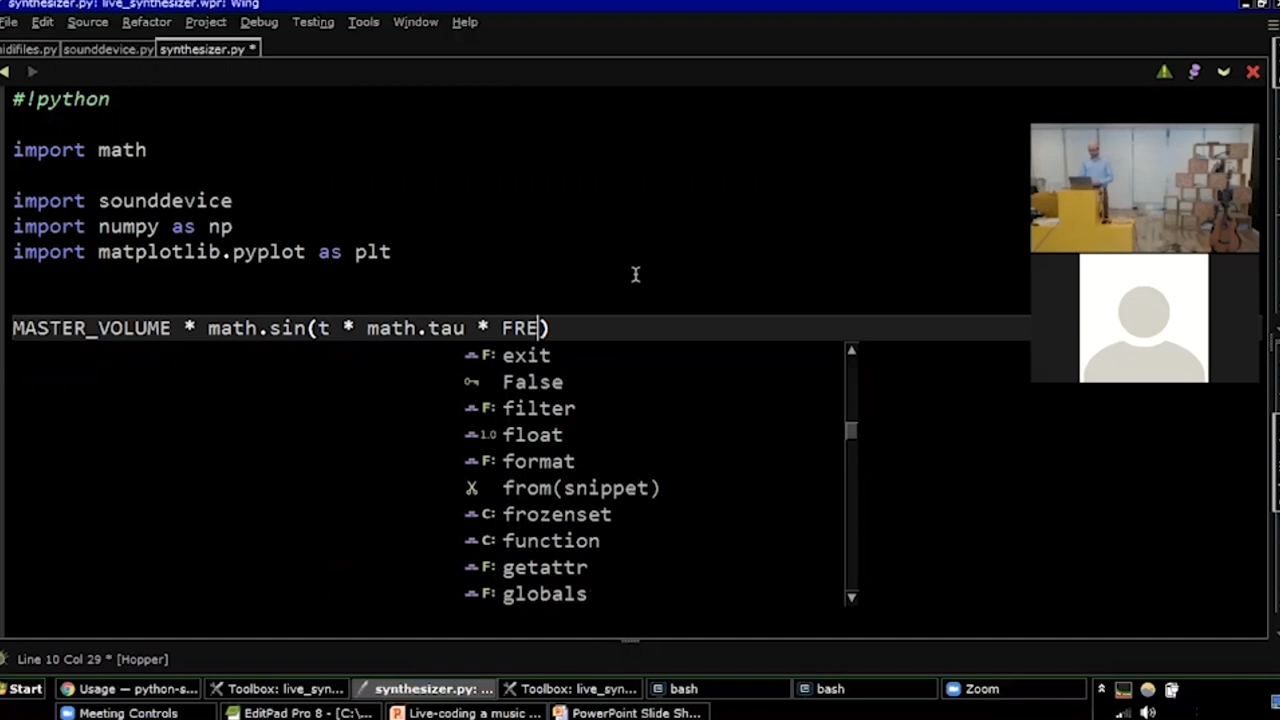 synthesizer.py: live_synthesizer.wpr: Wing
File Edit Source Refactor Project Debug Testing Tools Window Help
midifiles.py sounddevice.py synthesizer.py *
#!python
import math
import sounddevice
import numpy as np
import matplotlib.pyplot as plt
MASTER_VOLUME * math.sin(t * math.tau * FRE)
F: exit
False
F: filter
1.0 float
F: format
from(snippet)
C: frozenset
C: function
F: getattr
F: globals
Line 10 Col 29 * [Hopper]
Start Usage — python-s... Toolbox: live_syn... synthesizer.py: ... Toolbox: live_syn... bash bash Zoom
Meeting Controls EditPad Pro 8 - [C:\... Live-coding a music ... PowerPoint Slide Sh...